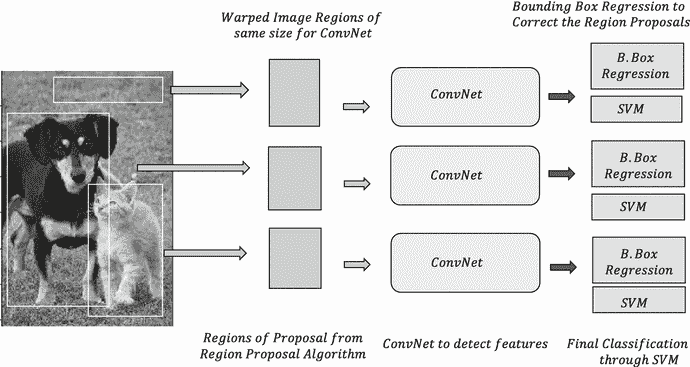 Warped Image Regions of
same size for ConvNet
Bounding Box Regression to
Correct the Region Proposals
ConvNet
B.Box
Regression
SVM
ConvNet
B.Box
Regression
SVM
ConvNet
B.Box
Regression
SVM
Regions of Proposal from
Region Proposal Algorithm
ConvNet to detect features
Final Classification
through SVM